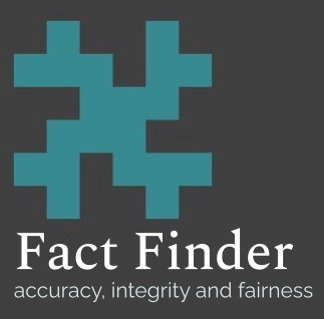 Fact Finder
accuracy, integrity and fairness